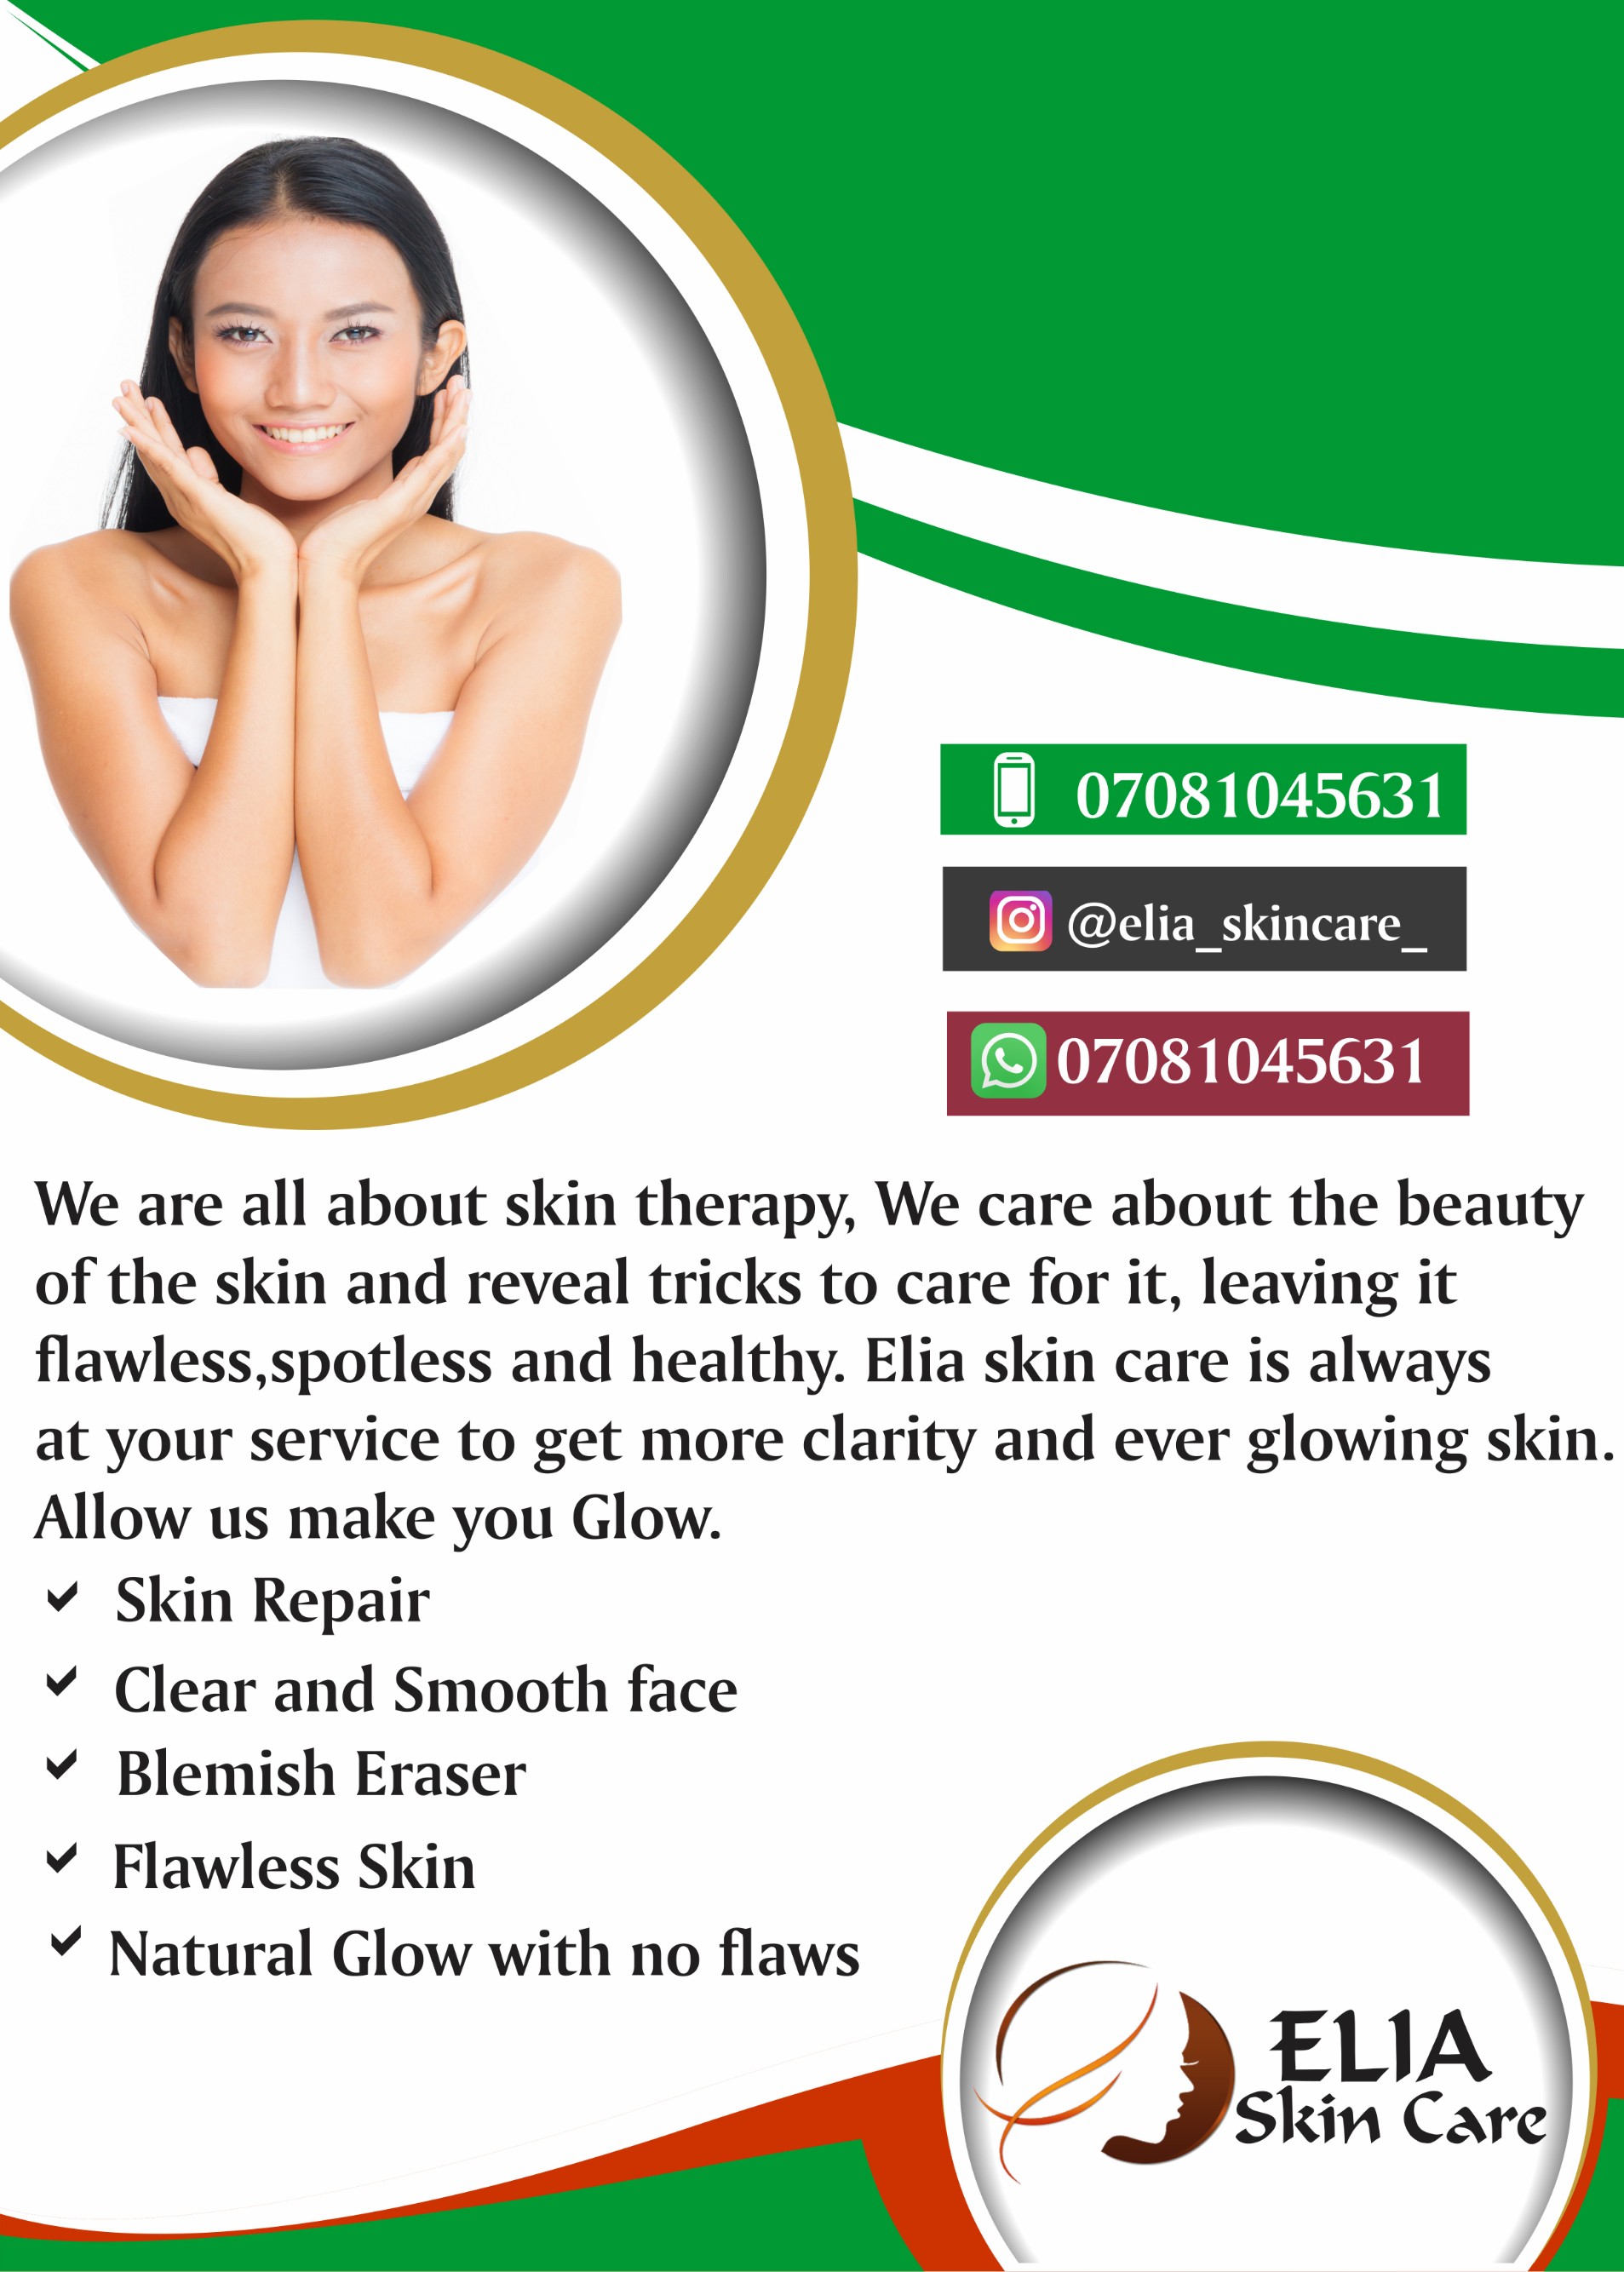 07081045631
@elia_skincare_
07081045631
We are all about skin therapy, We care about the beauty
of the skin and reveal tricks to care for it, leaving it
flawless,spotless and healthy. Elia skin care is always
at your service to get more clarity and ever glowing skin.
Allow us make you Glow.
Skin Repair
Clear and Smooth face
Blemish Eraser
Flawless Skin
Natural Glow with no flaws
ELIA
Skin Care